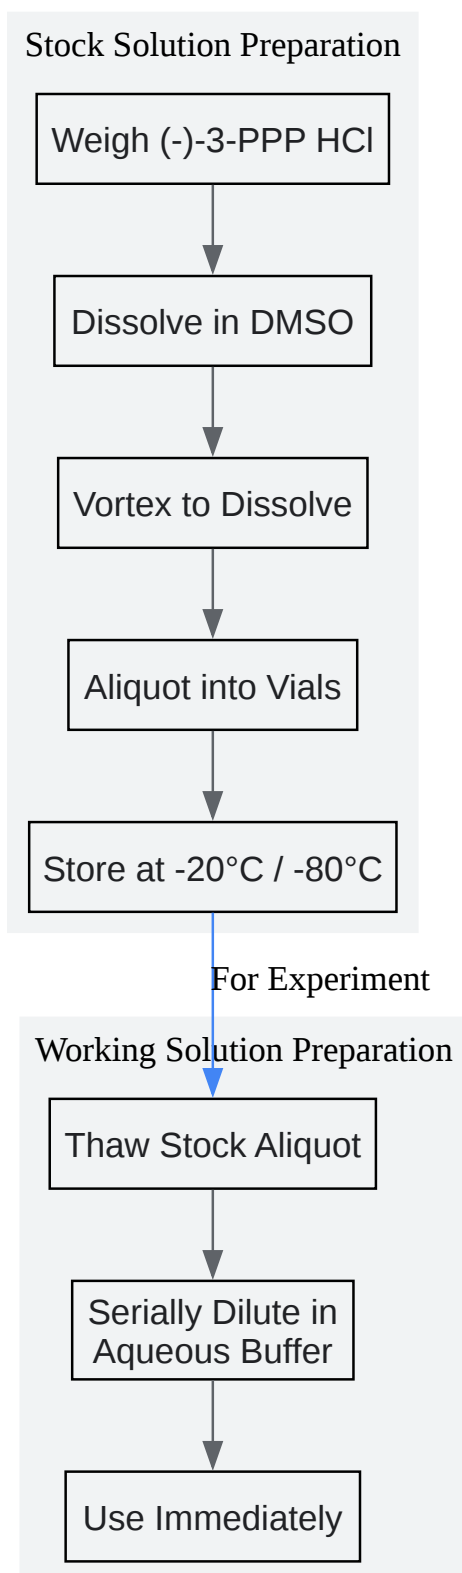 Stock Solution Preparation
Weigh (-)-3-PPP HCl
Dissolve in DMSO
Vortex to Dissolve
Aliquot into Vials
Store at -20°C / -80°C
For Experiment
Working Solution Preparation
Thaw Stock Aliquot
Serially Dilute in
Aqueous Buffer
Use Immediately